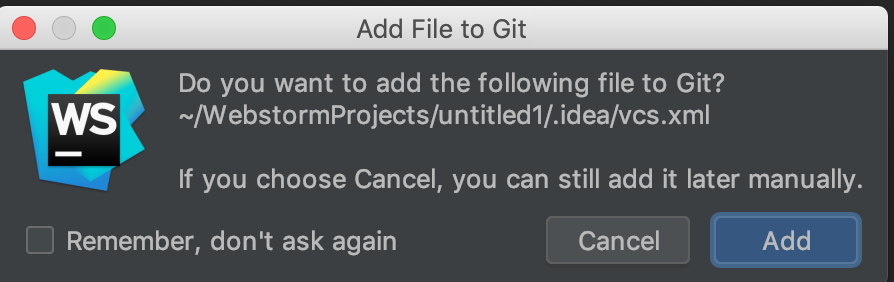 Add File to Git
Do you want to add the following file to Git?
~/WebstormProjects/untitled1/.idea/vcs.xml
If you choose Cancel, you can still add it later manually.
WS
Remember, don't ask again
Cancel
Add